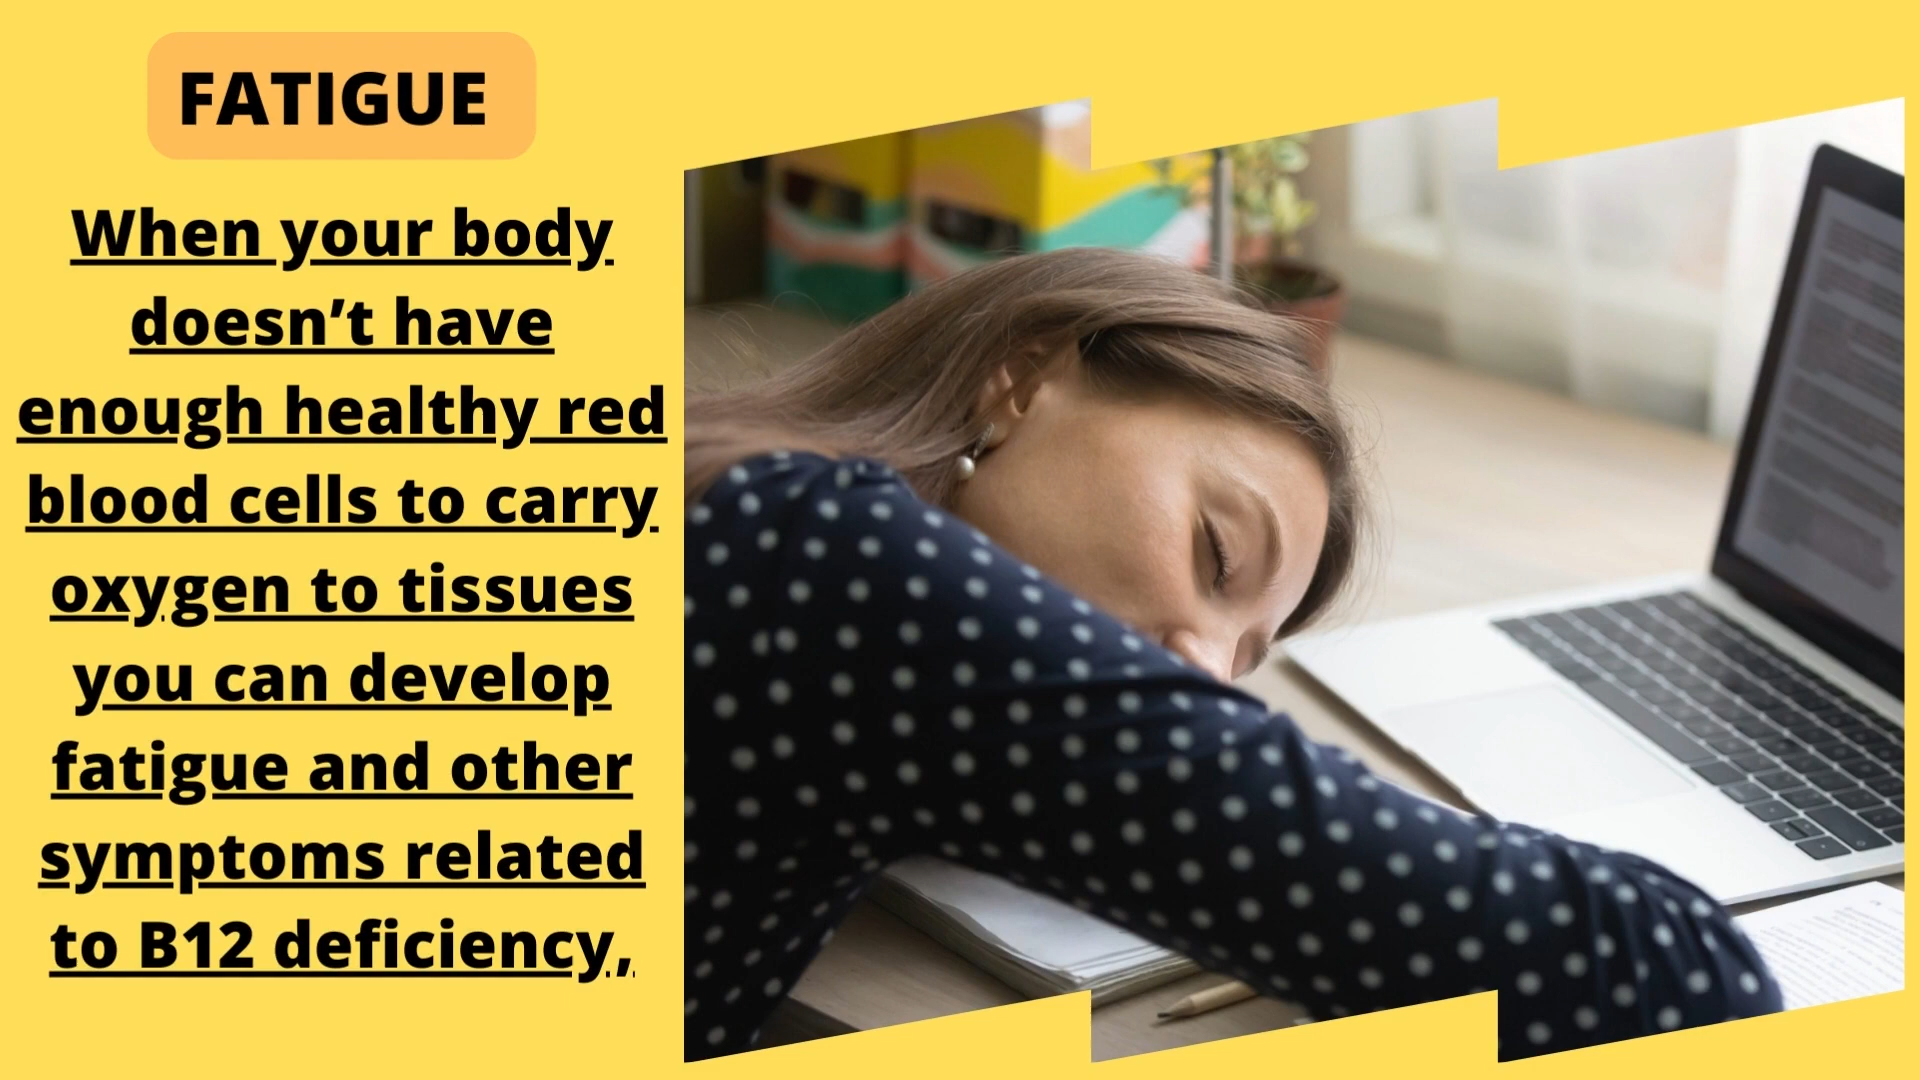 FATIGUE
When your body
doesn’t have
enough healthy red
blood cells to carry
oxygen to tissues
you can develop
fatigue and other
symptoms related
to B12 deficiency,